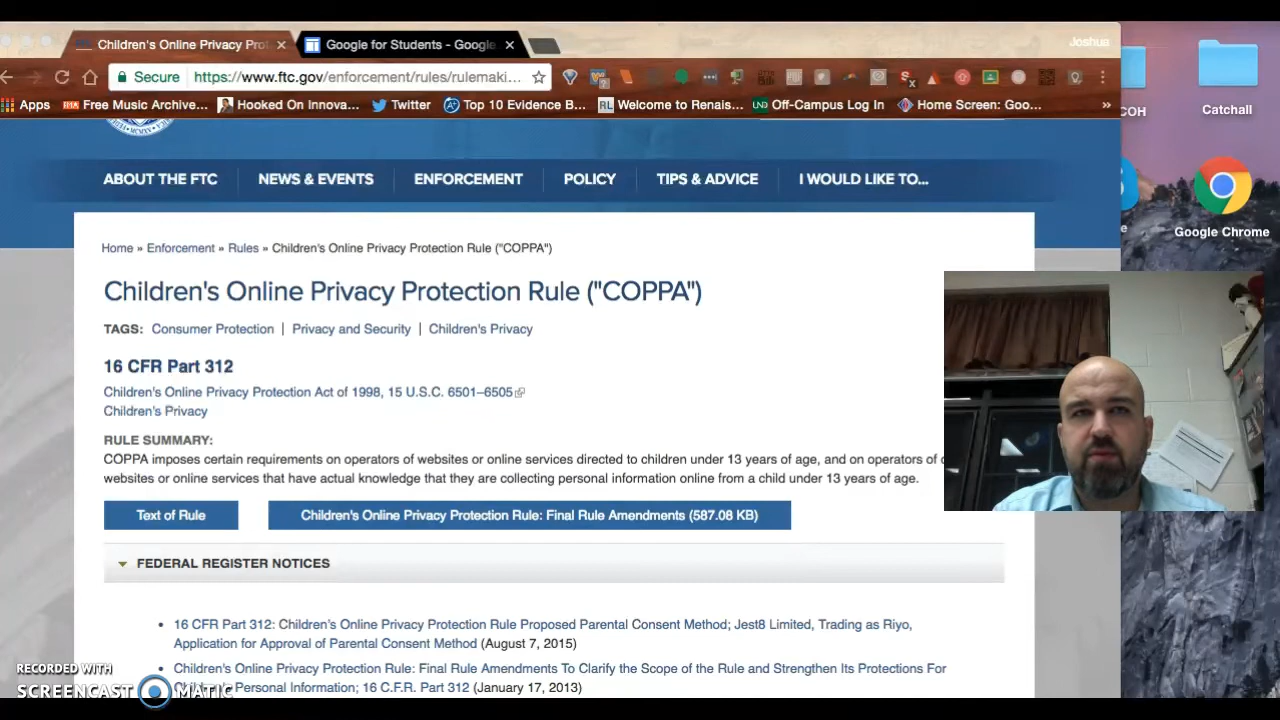 Children's Online Privacy Pro
Google for Students - Google
Joshua
Secure
https://www.ftc.gov/enforcement/rules/rulemaki...
Apps
Free Music Archive...
Hooked On Innova...
Twitter
Top 10 Evidence B...
Welcome to Renais...
Off-Campus Log In
Home Screen: Goo...
»
COH
Catchall
Google Chrome
ABOUT THE FTC
NEWS & EVENTS
ENFORCEMENT
POLICY
TIPS & ADVICE
I WOULD LIKE TO...
Home » Enforcement » Rules » Children's Online Privacy Protection Rule ("COPPA")
Children's Online Privacy Protection Rule ("COPPA")
TAGS: Consumer Protection | Privacy and Security | Children's Privacy
16 CFR Part 312
Children's Online Privacy Protection Act of 1998, 15 U.S.C. 6501–6505
Children's Privacy
RULE SUMMARY:
COPPA imposes certain requirements on operators of websites or online services directed to children under 13 years of age, and on operators of
websites or online services that have actual knowledge that they are collecting personal information online from a child under 13 years of age.
Text of Rule
Children's Online Privacy Protection Rule: Final Rule Amendments (587.08 KB)
FEDERAL REGISTER NOTICES
• 16 CFR Part 312: Children's Online Privacy Protection Rule Proposed Parental Consent Method; Jest8 Limited, Trading as Riyo,
Application for Approval of Parental Consent Method (August 7, 2015)
• Children's Online Privacy Protection Rule: Final Rule Amendments To Clarify the Scope of the Rule and Strengthen Its Protections For
Children's Personal Information; 16 C.F.R. Part 312 (January 17, 2013)
RECORDED WITH
SCREENCAST MATIC